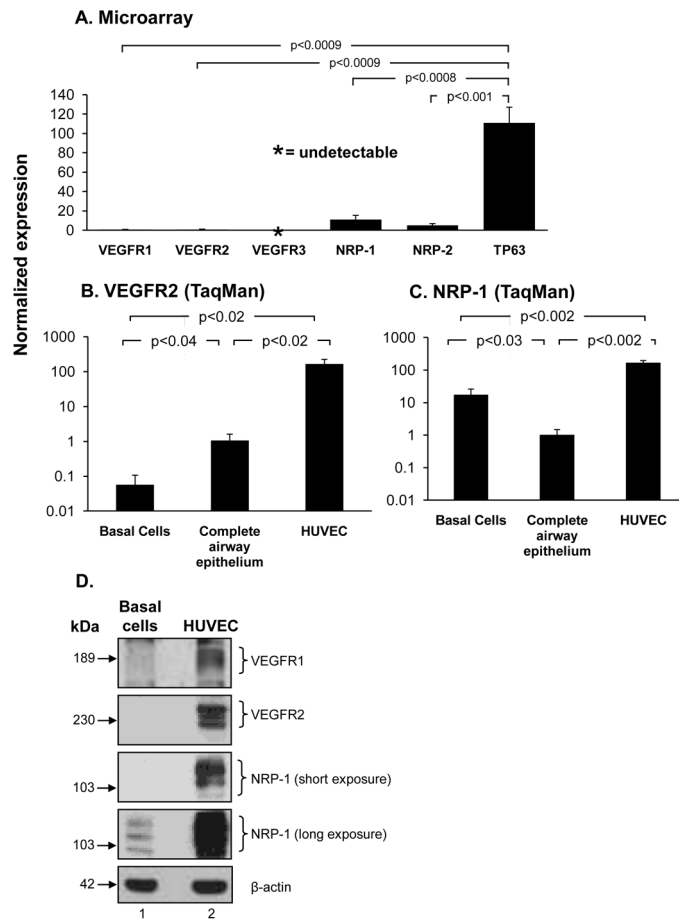 A. Microarray
p<0.0009
p<0.0009
p<0.0008
p<0.001
Normalized expression
140
120
100
80
60
40
20
0
*= undetectable
*
VEGFR1 VEGFR2 VEGFR3 NRP-1 NRP-2 TP63
B. VEGFR2 (TaqMan)
p<0.02
p<0.04 p<0.02
1000
100
10
1
0.1
0.01
Basal Cells Complete airway epithelium HUVEC
C. NRP-1 (TaqMan)
p<0.002
p<0.03 p<0.002
1000
100
10
1
0.1
0.01
Basal Cells Complete airway epithelium HUVEC
D.
kDa Basal cells HUVEC
189 VEGFR1
230 VEGFR2
103 NRP-1 (short exposure)
103 NRP-1 (long exposure)
42 β-actin
1 2